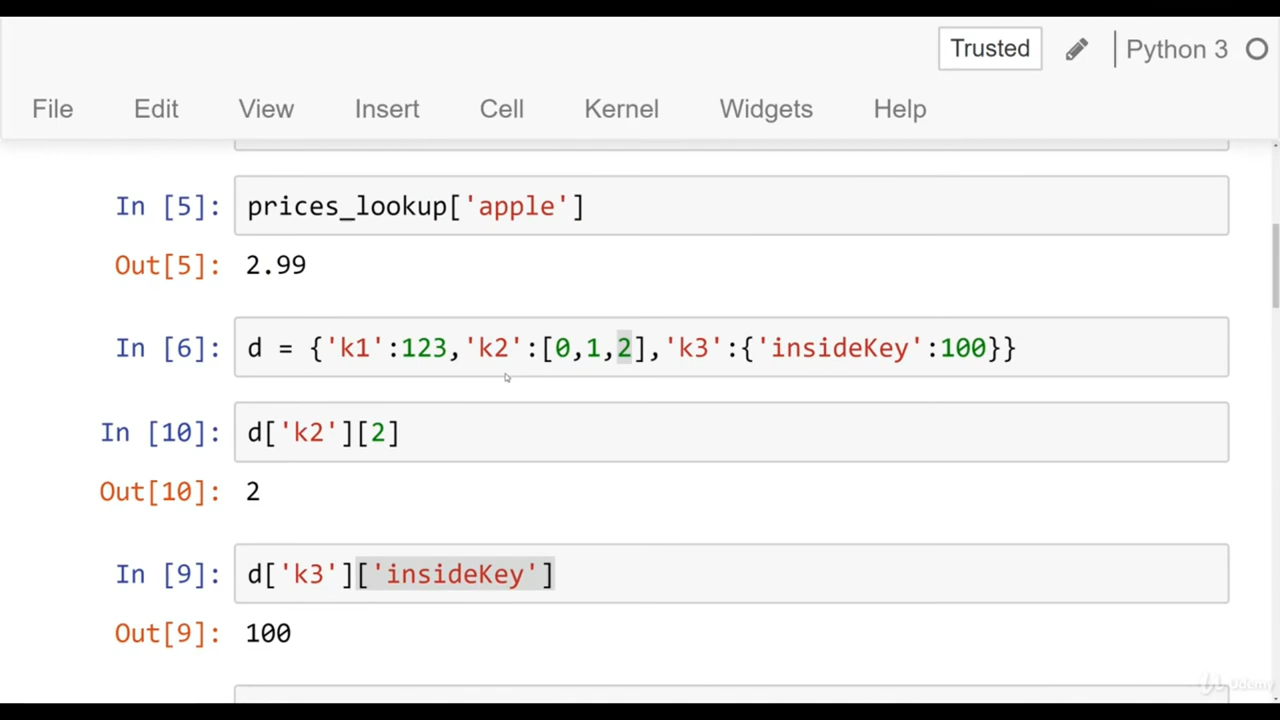 Trusted
Python 3
File Edit View Insert Cell Kernel Widgets Help
In [5]: prices_lookup['apple']
Out[5]: 2.99
In [6]: d = {'k1':123,'k2':[0,1,2],'k3':{'insideKey':100}}
In [10]: d['k2'][2]
Out[10]: 2
In [9]: d['k3']['insideKey']
Out[9]: 100
Udemy